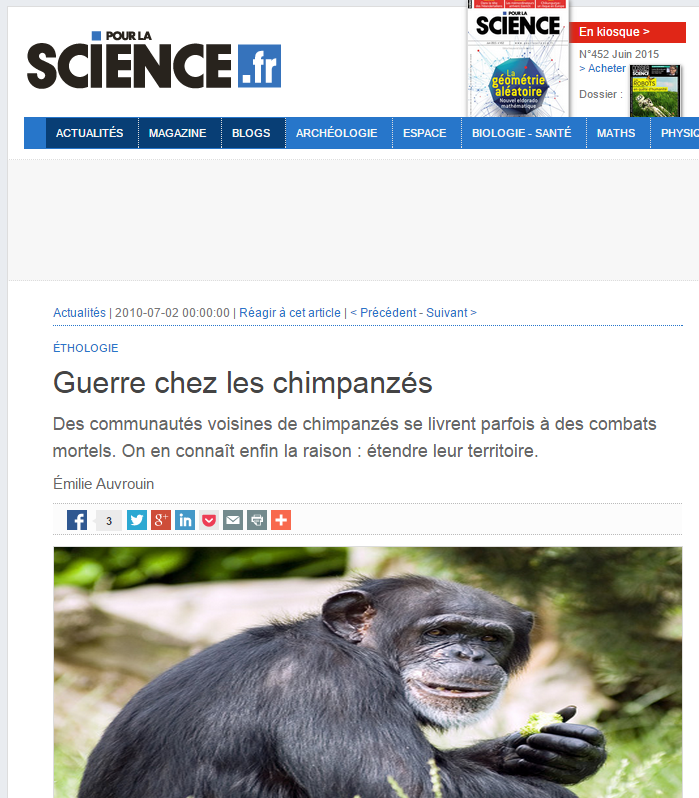 POUR LA
SCIENCE.fr
POUR LA
SCIENCE
La
géométrie
aléatoire
Nouvel eldorado
mathématique
En kiosque >
N°452 Juin 2015
> Acheter
Dossier :
SCIENCE
ROBOTS
ACTUALITÉS
MAGAZINE
BLOGS
ARCHÉOLOGIE
ESPACE
BIOLOGIE - SANTÉ
MATHS
PHYSIQ
Actualités | 2010-07-02 00:00:00 | Réagir à cet article | < Précédent - Suivant >
ÉTHOLOGIE
Guerre chez les chimpanzés
Des communautés voisines de chimpanzés se livrent parfois à des combats
mortels. On en connaît enfin la raison : étendre leur territoire.
Émilie Auvrouin
3